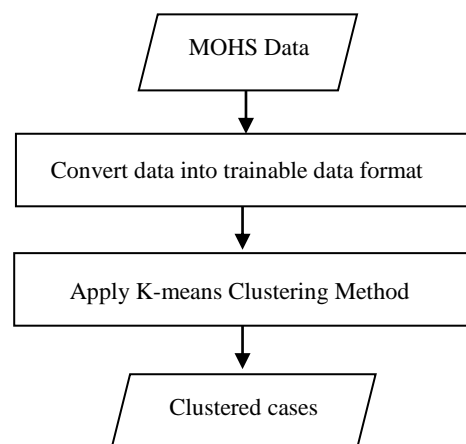 MOHS Data
Convert data into trainable data format
Apply K-means Clustering Method
Clustered cases